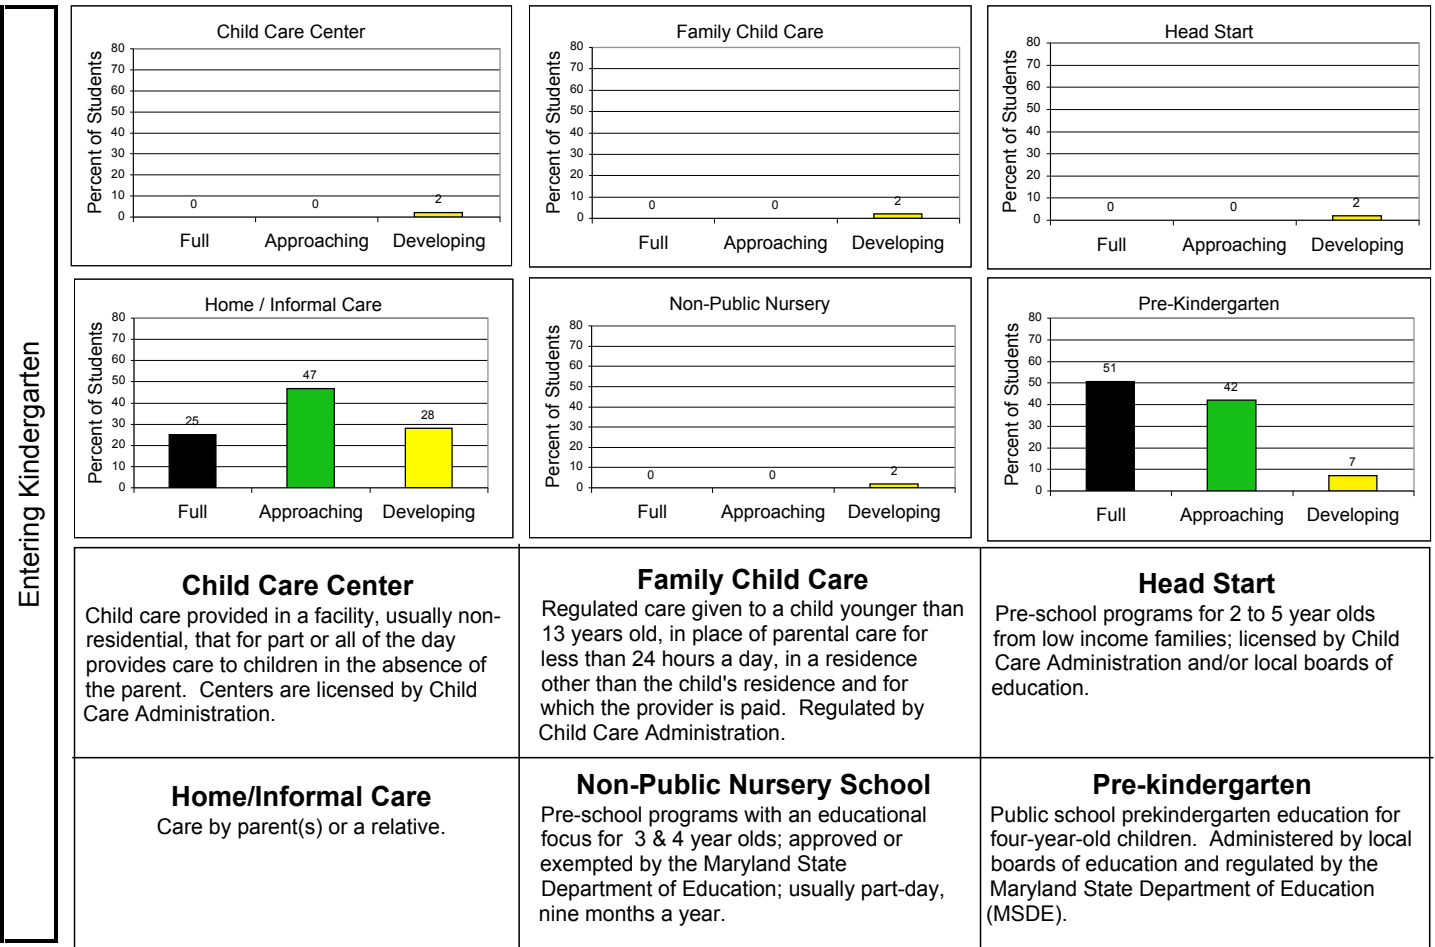 Entering Kindergarten
Child Care Center
Percent of Students
80
70
60
50
40
30
20
10
0
0
0
2
Full Approaching Developing
Family Child Care
Percent of Students
80
70
60
50
40
30
20
10
0
0
0
2
Full Approaching Developing
Head Start
Percent of Students
80
70
60
50
40
30
20
10
0
0
0
2
Full Approaching Developing
Home / Informal Care
Percent of Students
80
70
60
50
40
30
20
10
0
25
47
28
Full Approaching Developing
Non-Public Nursery
Percent of Students
80
70
60
50
40
30
20
10
0
0
0
2
Full Approaching Developing
Pre-Kindergarten
Percent of Students
80
70
60
50
40
30
20
10
0
51
42
7
Full Approaching Developing
Child Care Center
Child care provided in a facility, usually non-
residential, that for part or all of the day
provides care to children in the absence of
the parent.  Centers are licensed by Child
Care Administration.
Family Child Care
Regulated care given to a child younger than
13 years old, in place of parental care for
less than 24 hours a day, in a residence
other than the child's residence and for
which the provider is paid.  Regulated by
Child Care Administration.
Head Start
Pre-school programs for 2 to 5 year olds
from low income families; licensed by Child
Care Administration and/or local boards of
education.
Home/Informal Care
Care by parent(s) or a relative.
Non-Public Nursery School
Pre-school programs with an educational
focus for  3 & 4 year olds; approved or
exempted by the Maryland State
Department of Education; usually part-day,
nine months a year.
Pre-kindergarten
Public school prekindergarten education for
four-year-old children.  Administered by local
boards of education and regulated by the
Maryland State Department of Education
(MSDE).